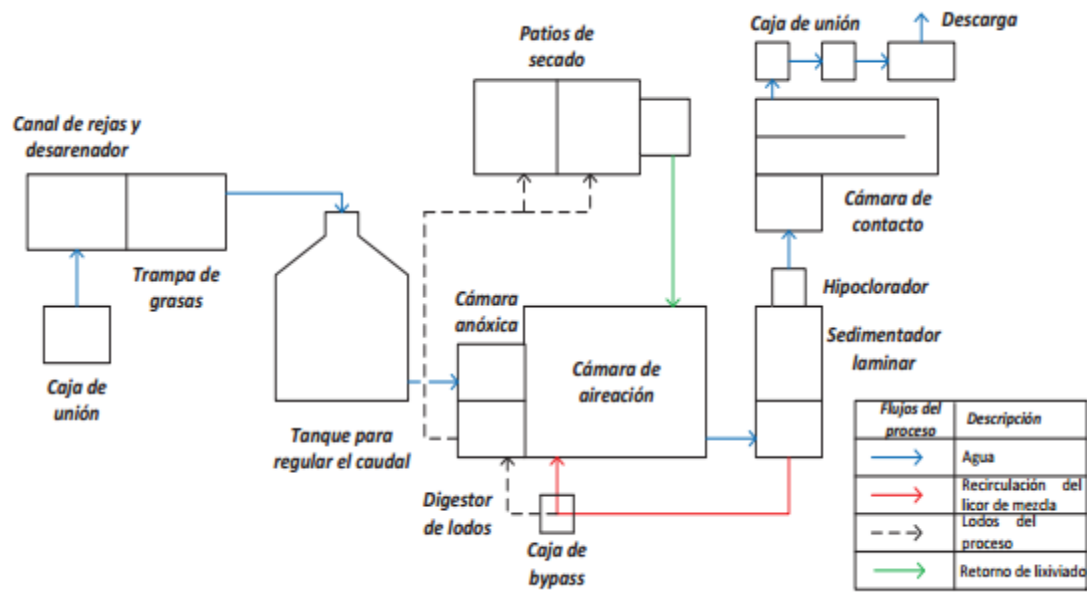 Caja de unión
Descarga
Patios de
secado
Canal de rejas y
desarenador
Trampa de
grasas
Caja de
unión
Tanque para
regular el caudal
Cámara
anóxica
Cámara de
aireación
Digestor
de lodos
Caja de
bypass
Cámara de
contacto
Hipoclorador
Sedimentador
laminar
Flujos del
proceso
Descripción
Agua
Recirculación del
licor de mezcla
Lodos del
proceso
Retorno de lixiviado